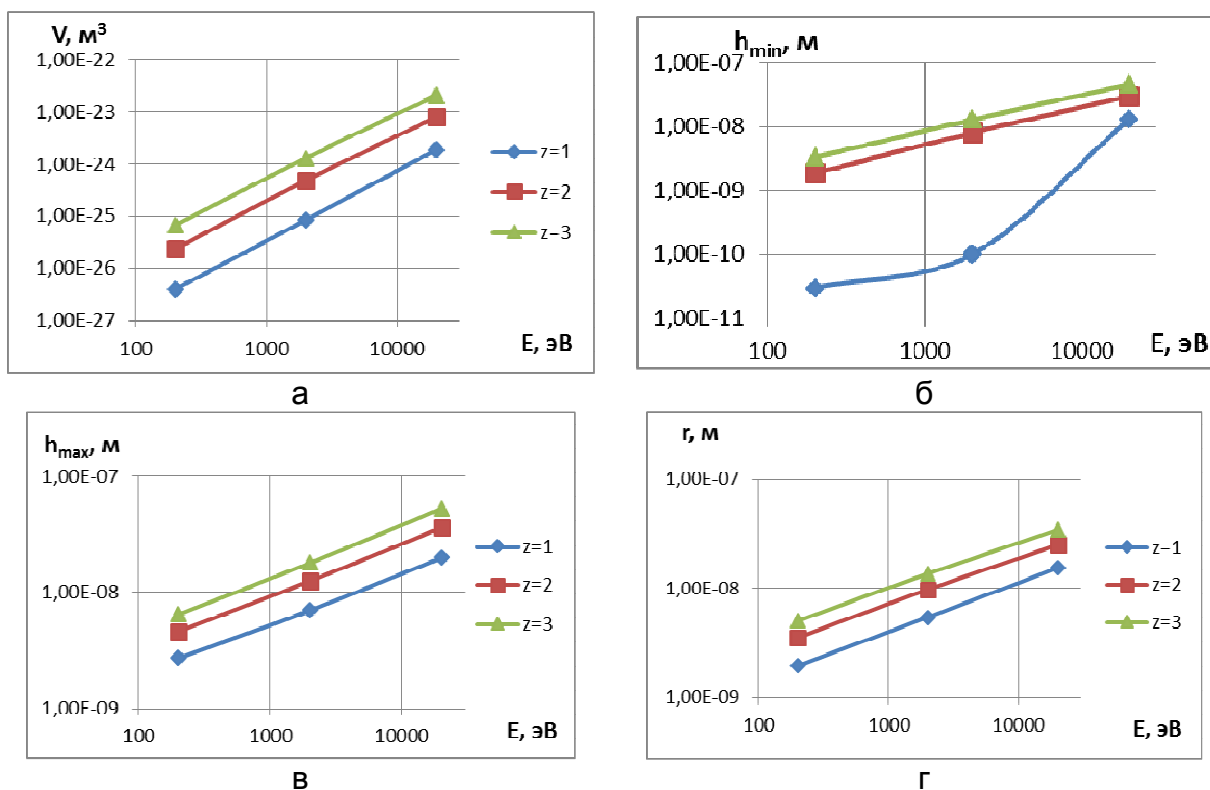 V, м³
1,00E-22
1,00E-23
1,00E-24
1,00E-25
1,00E-26
1,00E-27
100 1000 10000 E, эВ
z=1
z=2
z−3
а
hmin, м
1,00E-07
1,00E-08
1,00E-09
1,00E-10
1,00E-11
100 1000 10000 E, эВ
б
hmax, м
1,00E-07
1,00E-08
1,00F-09
100 1000 10000 E, эВ
z=1
z=2
z=3
в
r, м
1,00E-07
1,00E-08
1,00E-09
100 1000 10000 E, эВ
z−1
z=2
z=3
г